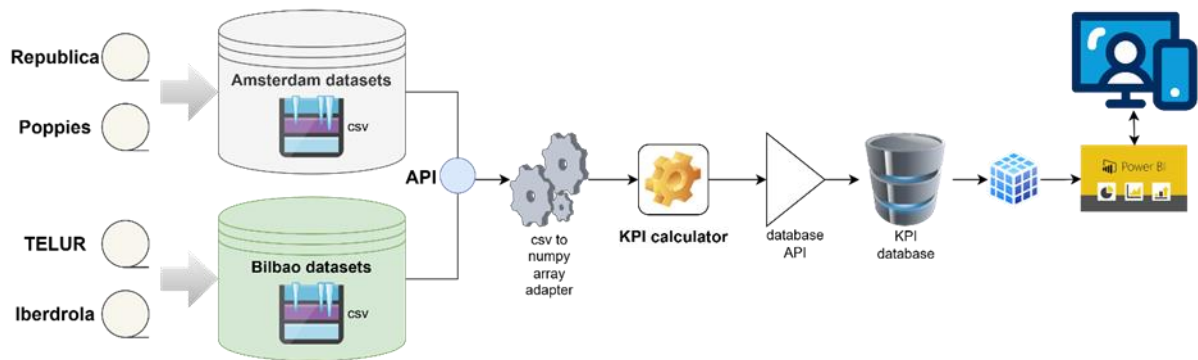 Republica
Poppies
Amsterdam datasets
csv
TELUR
Iberdrola
Bilbao datasets
csv
API
csv to
numpy
array
adapter
KPI calculator
database
API
KPI
database
Power BI